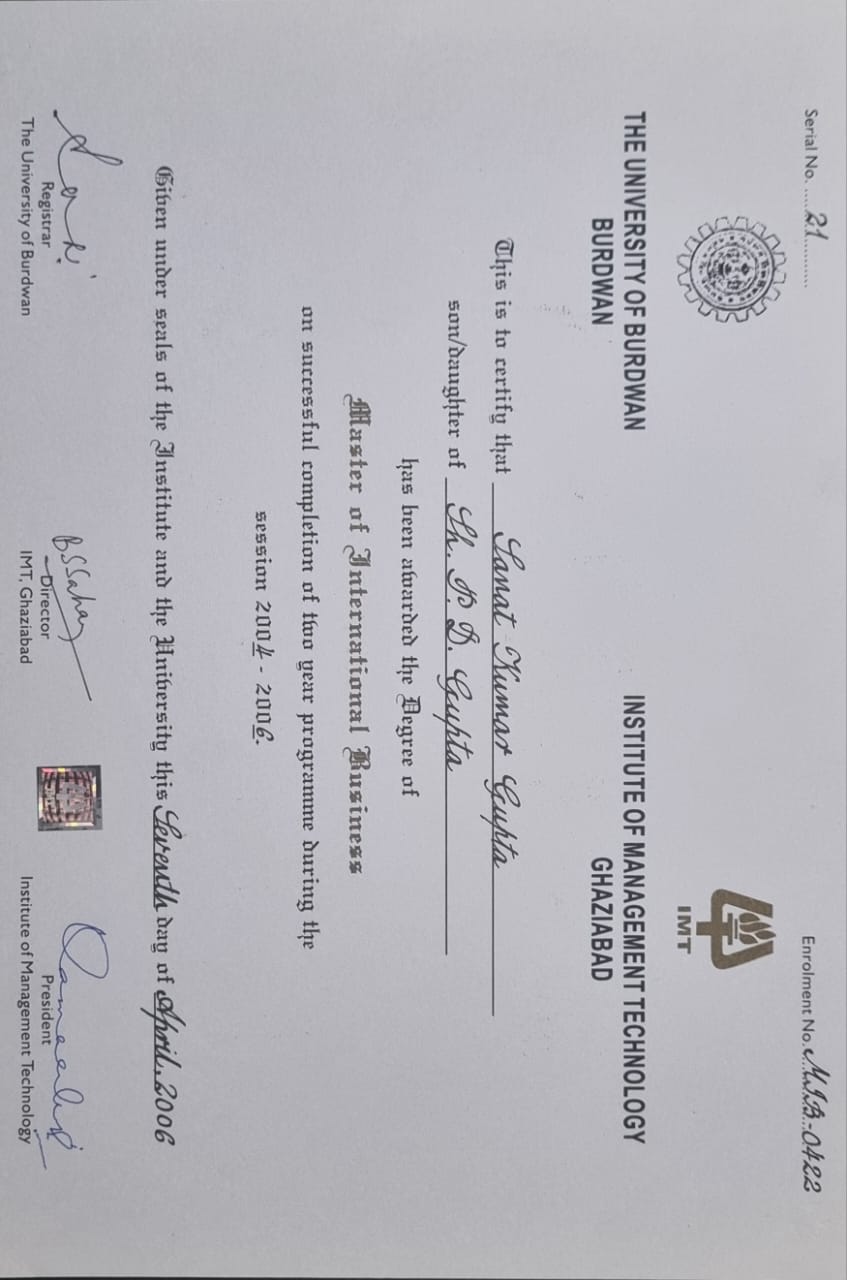 Serial No. .....21...........
Enrolment No. MIB-0422
IMT
THE UNIVERSITY OF BURDWAN
BURDWAN
INSTITUTE OF MANAGEMENT TECHNOLOGY
GHAZIABAD
This is to certify that Sanat Kumar Gupta
son/daughter of Sh. P. D. Gupta
has been awarded the Degree of
Master of International Business
on successful completion of two year programme during the
session 2004 - 2006.
Given under seals of the Institute and the University this Seventh day of April, 2006
Registrar
The University of Burdwan
BSSahay
Director
IMT, Ghaziabad
President
Institute of Management Technology